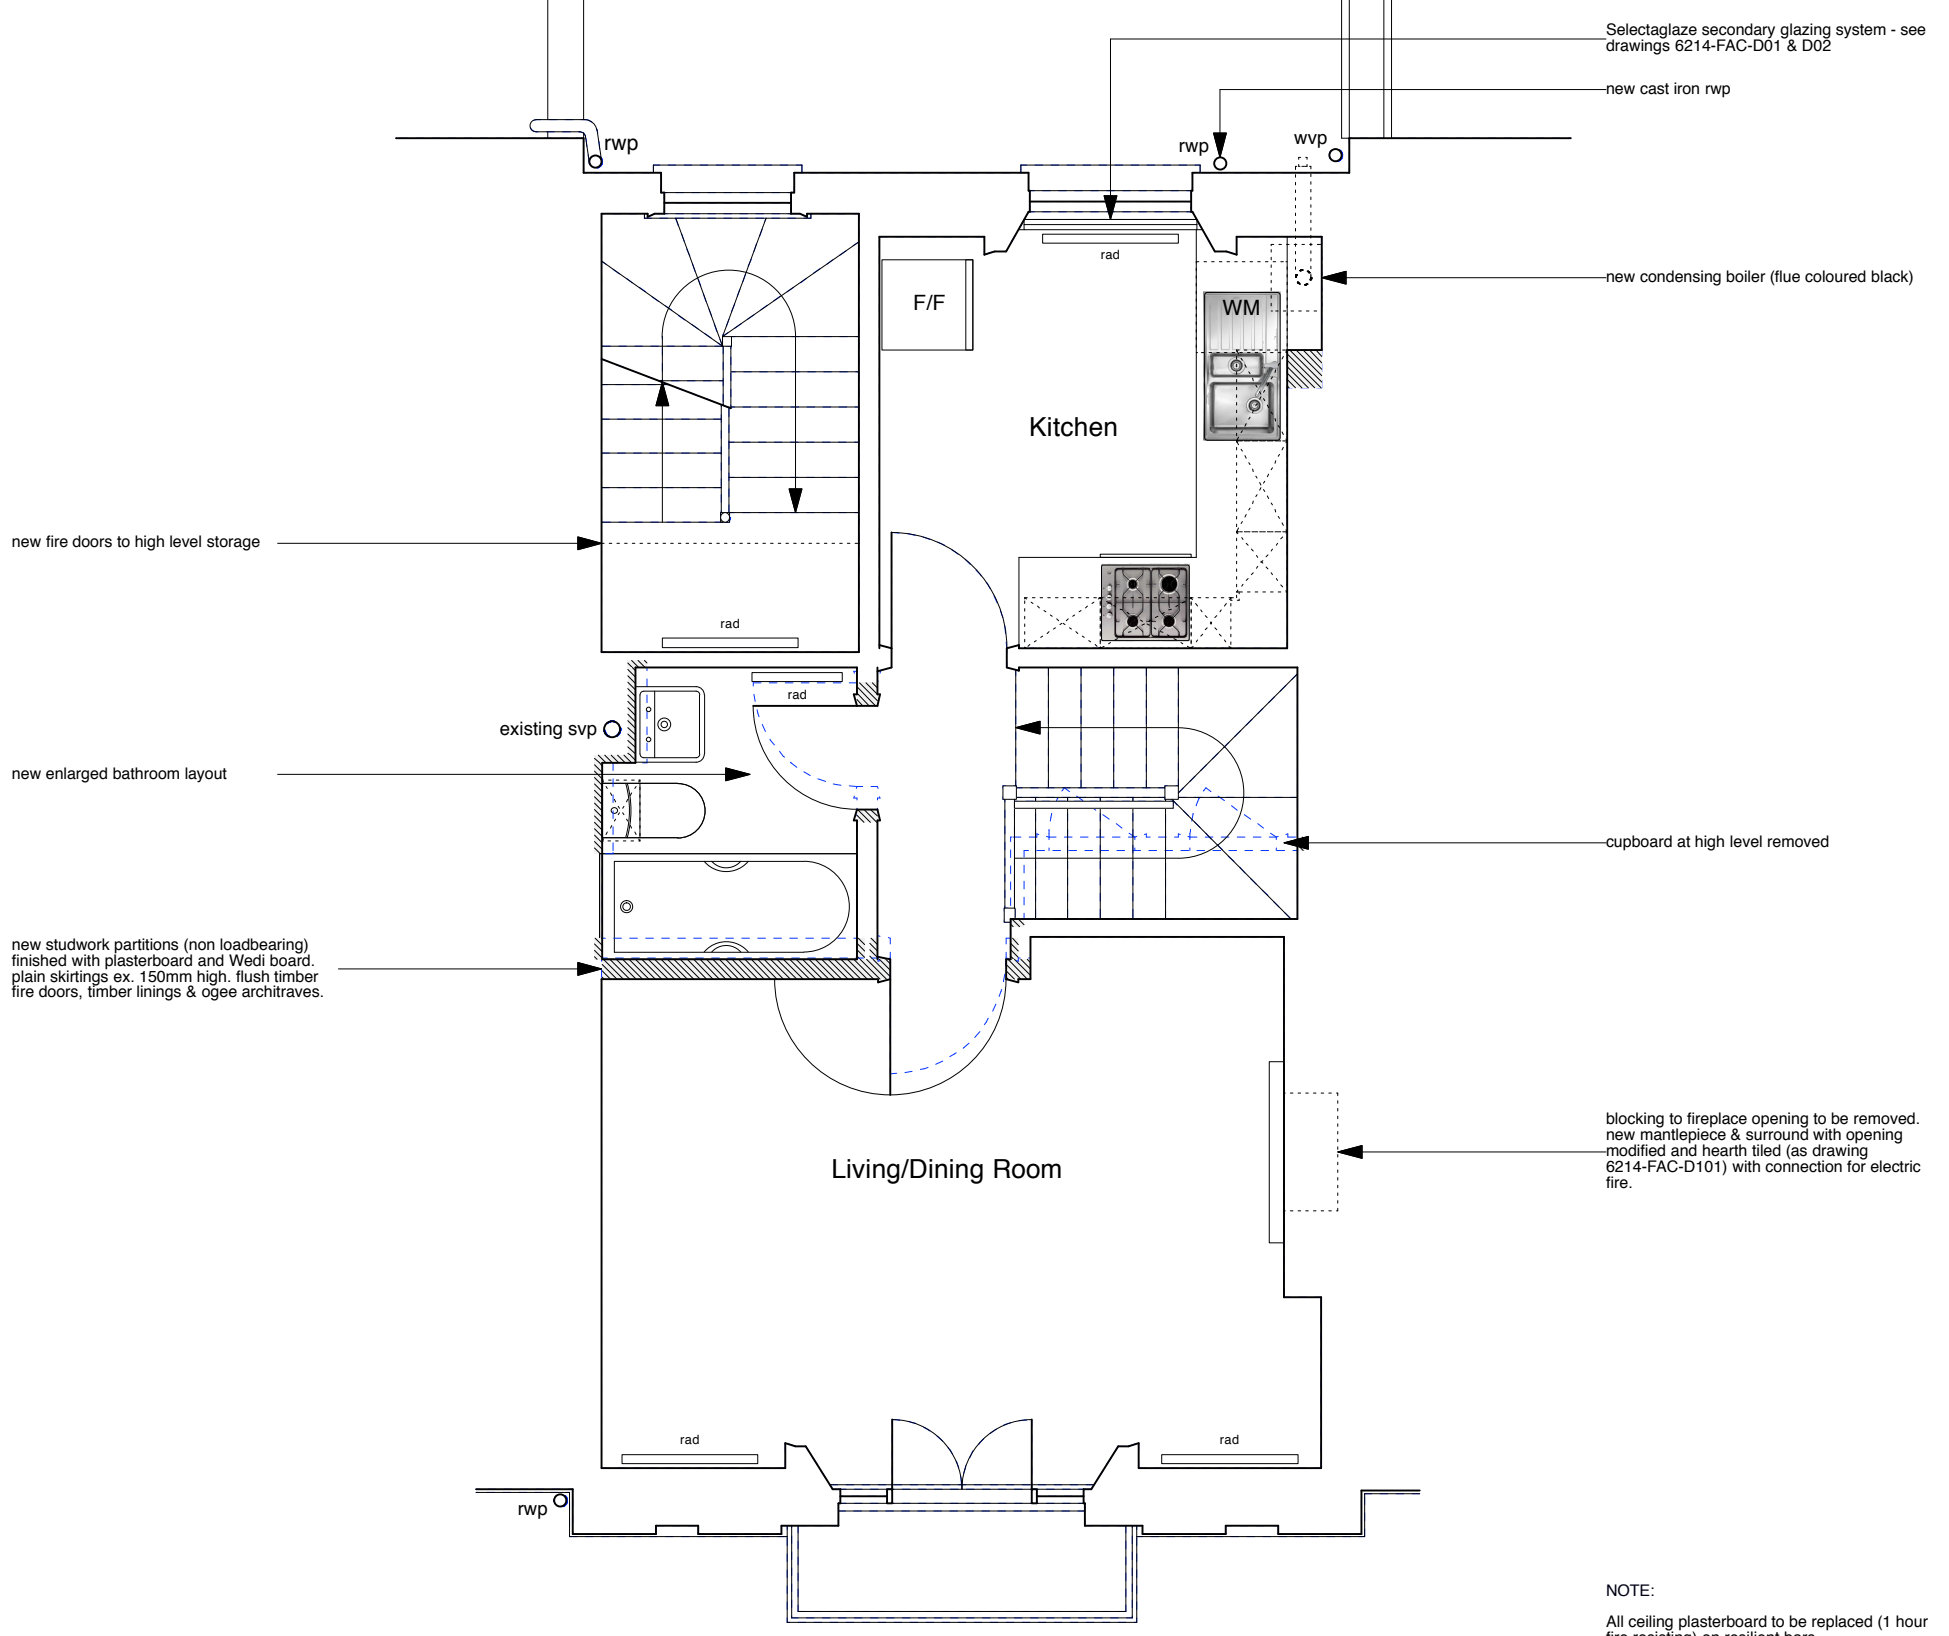 Selectaglaze secondary glazing system - see
drawings 6214-FAC-D01 & D02
new cast iron rwp
rwp
rwp
wvp
rad
new condensing boiler (flue coloured black)
F/F
WM
Kitchen
new fire doors to high level storage
rad
rad
existing svp
new enlarged bathroom layout
cupboard at high level removed
new studwork partitions (non loadbearing)
finished with plasterboard and Wedi board.
plain skirtings ex. 150mm high. flush timber
fire doors, timber linings & ogee architraves.
blocking to fireplace opening to be removed.
new mantlepiece & surround with opening
modified and hearth tiled (as drawing
6214-FAC-D101) with connection for electric
fire.
Living/Dining Room
rad
rad
rwp
NOTE:
All ceiling plasterboard to be replaced (1 hour
fire resisting) on resilient bars